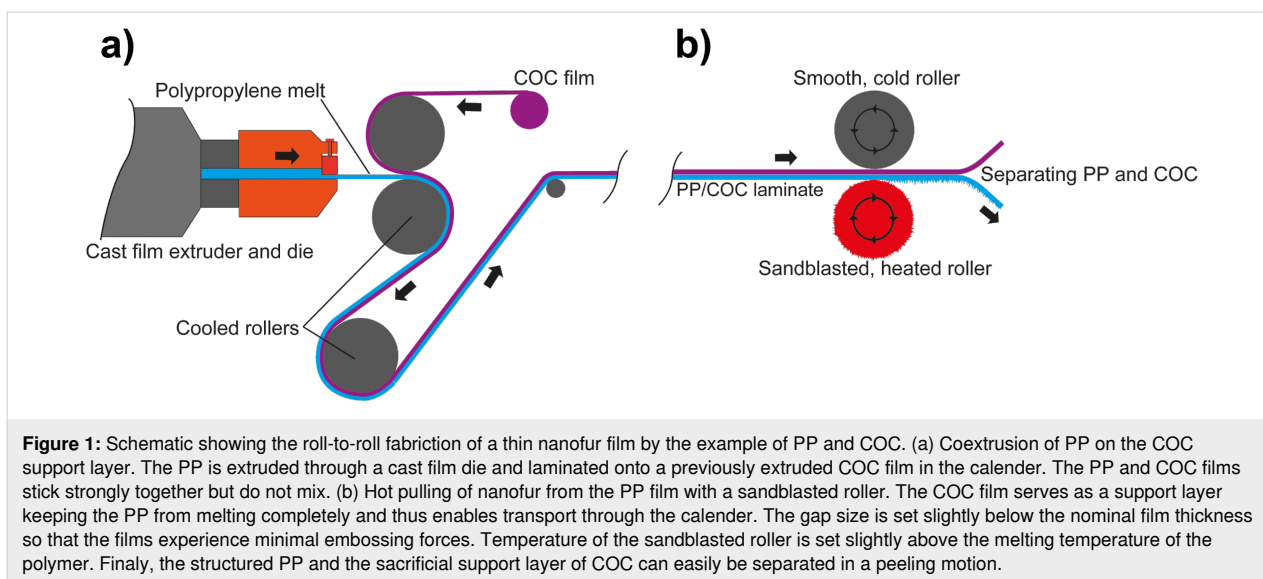 a)
b)
COC film
Polypropylene melt
Cast film extruder and die
Cooled rollers
Smooth, cold roller
PP/COC laminate
Separating PP and COC
Sandblasted, heated roller
Figure 1: Schematic showing the roll-to-roll fabriction of a thin nanofur film by the example of PP and COC. (a) Coextrusion of PP on the COC
support layer. The PP is extruded through a cast film die and laminated onto a previously extruded COC film in the calender. The PP and COC films
stick strongly together but do not mix. (b) Hot pulling of nanofur from the PP film with a sandblasted roller. The COC film serves as a support layer
keeping the PP from melting completely and thus enables transport through the calender. The gap size is set slightly below the nominal film thickness
so that the films experience minimal embossing forces. Temperature of the sandblasted roller is set slightly above the melting temperature of the
polymer. Finaly, the structured PP and the sacrificial support layer of COC can easily be separated in a peeling motion.